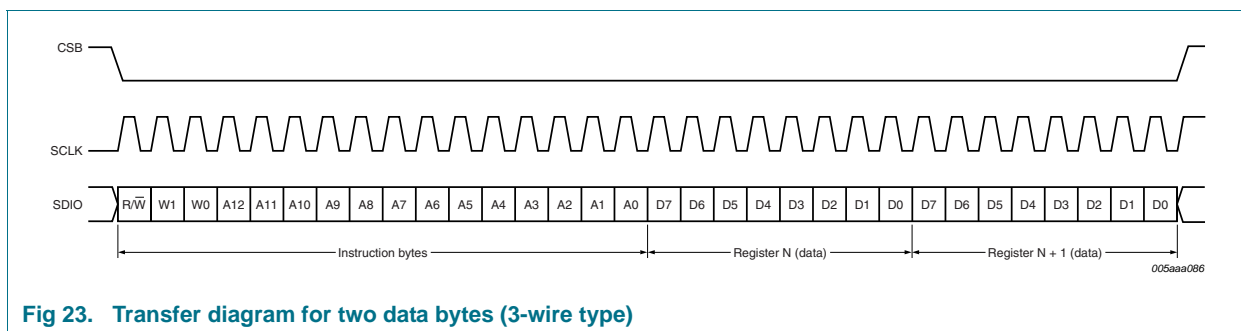 CSB
SCLK
SDIO R/W̅ W1 W0 A12 A11 A10 A9 A8 A7 A6 A5 A4 A3 A2 A1 A0 D7 D6 D5 D4 D3 D2 D1 D0 D7 D6 D5 D4 D3 D2 D1 D0
Instruction bytes Register N (data) Register N + 1 (data)
005aaa086
Fig 23. Transfer diagram for two data bytes (3-wire type)